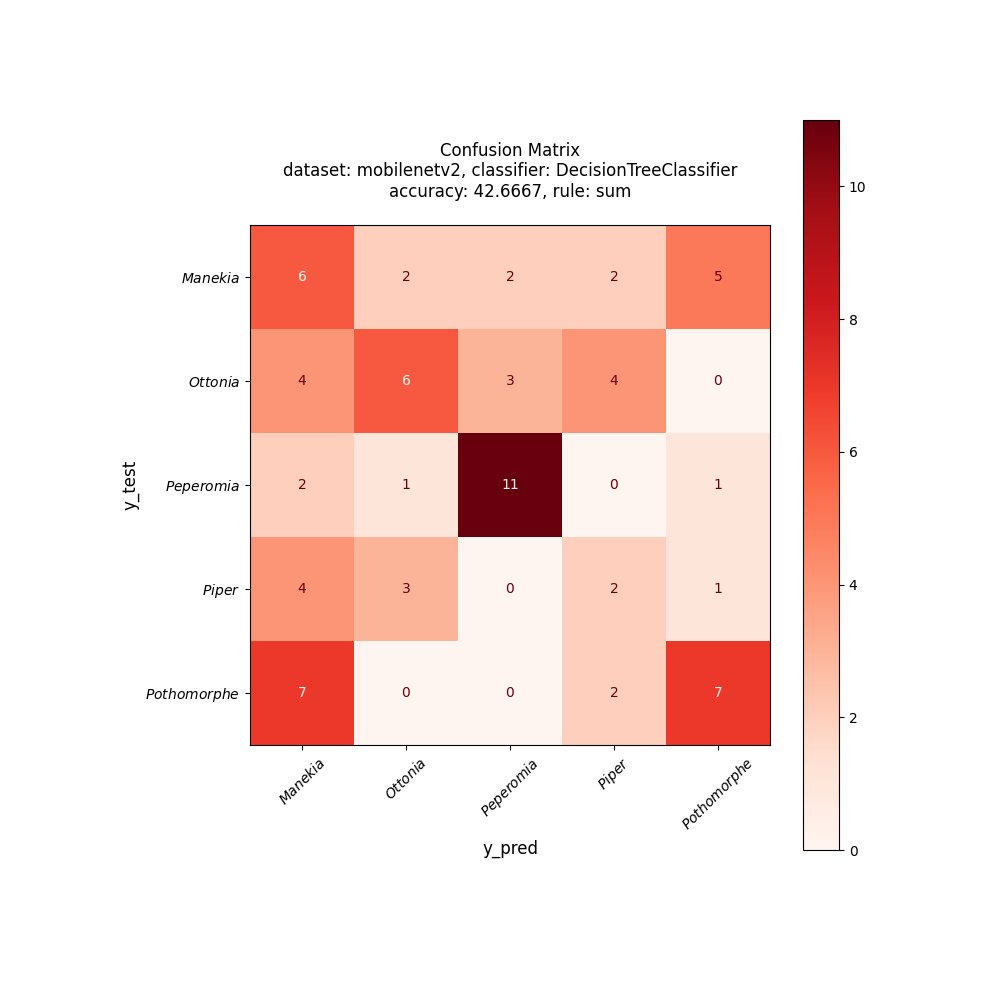 Confusion Matrix
dataset: mobilenetv2, classifier: DecisionTreeClassifier
accuracy: 42.6667, rule: sum
Manekia 6 2 2 2 5
Ottonia 4 6 3 4 0
Peperomia 2 1 11 0 1
Piper 4 3 0 2 1
Pothomorphe 7 0 0 2 7
Manekia Ottonia Peperomia Piper Pothomorphe
y_pred
y_test
10
8
6
4
2
0